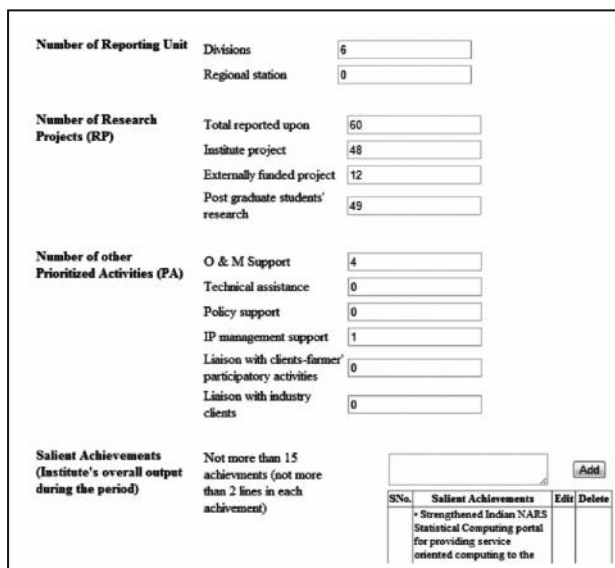 Number of Reporting Unit
Divisions 6
Regional station 0
Number of Research
Projects (RP)
Total reported upon 60
Institute project 48
Externally funded project 12
Post graduate students'
research 49
Number of other
Prioritized Activities (PA)
O & M Support 4
Technical assistance 0
Policy support 0
IP management support 1
Liaison with clients-farmer'
participatory activities 0
Liaison with industry
clients 0
Salient Achievements
(Institute's overall output
during the period)
Not more than 15
achievments (not more
than 2 lines in each
achivement)
Add
SNo. Salient Achievements Edit Delete
• Strengthened Indian NARS
Statistical Computing portal
for providing service
oriented computing to the